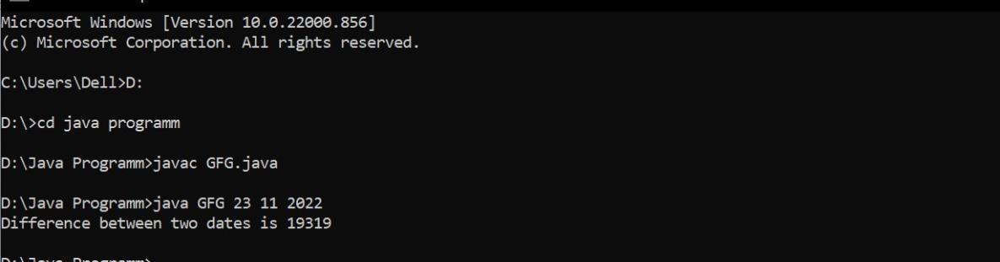 Microsoft Windows [Version 10.0.22000.856]
(c) Microsoft Corporation. All rights reserved.
C:\Users\Dell>D:
D:\>cd java programm
D:\Java Programm>javac GFG.java
D:\Java Programm>java GFG 23 11 2022
Difference between two dates is 19319
D:\Java Programm>